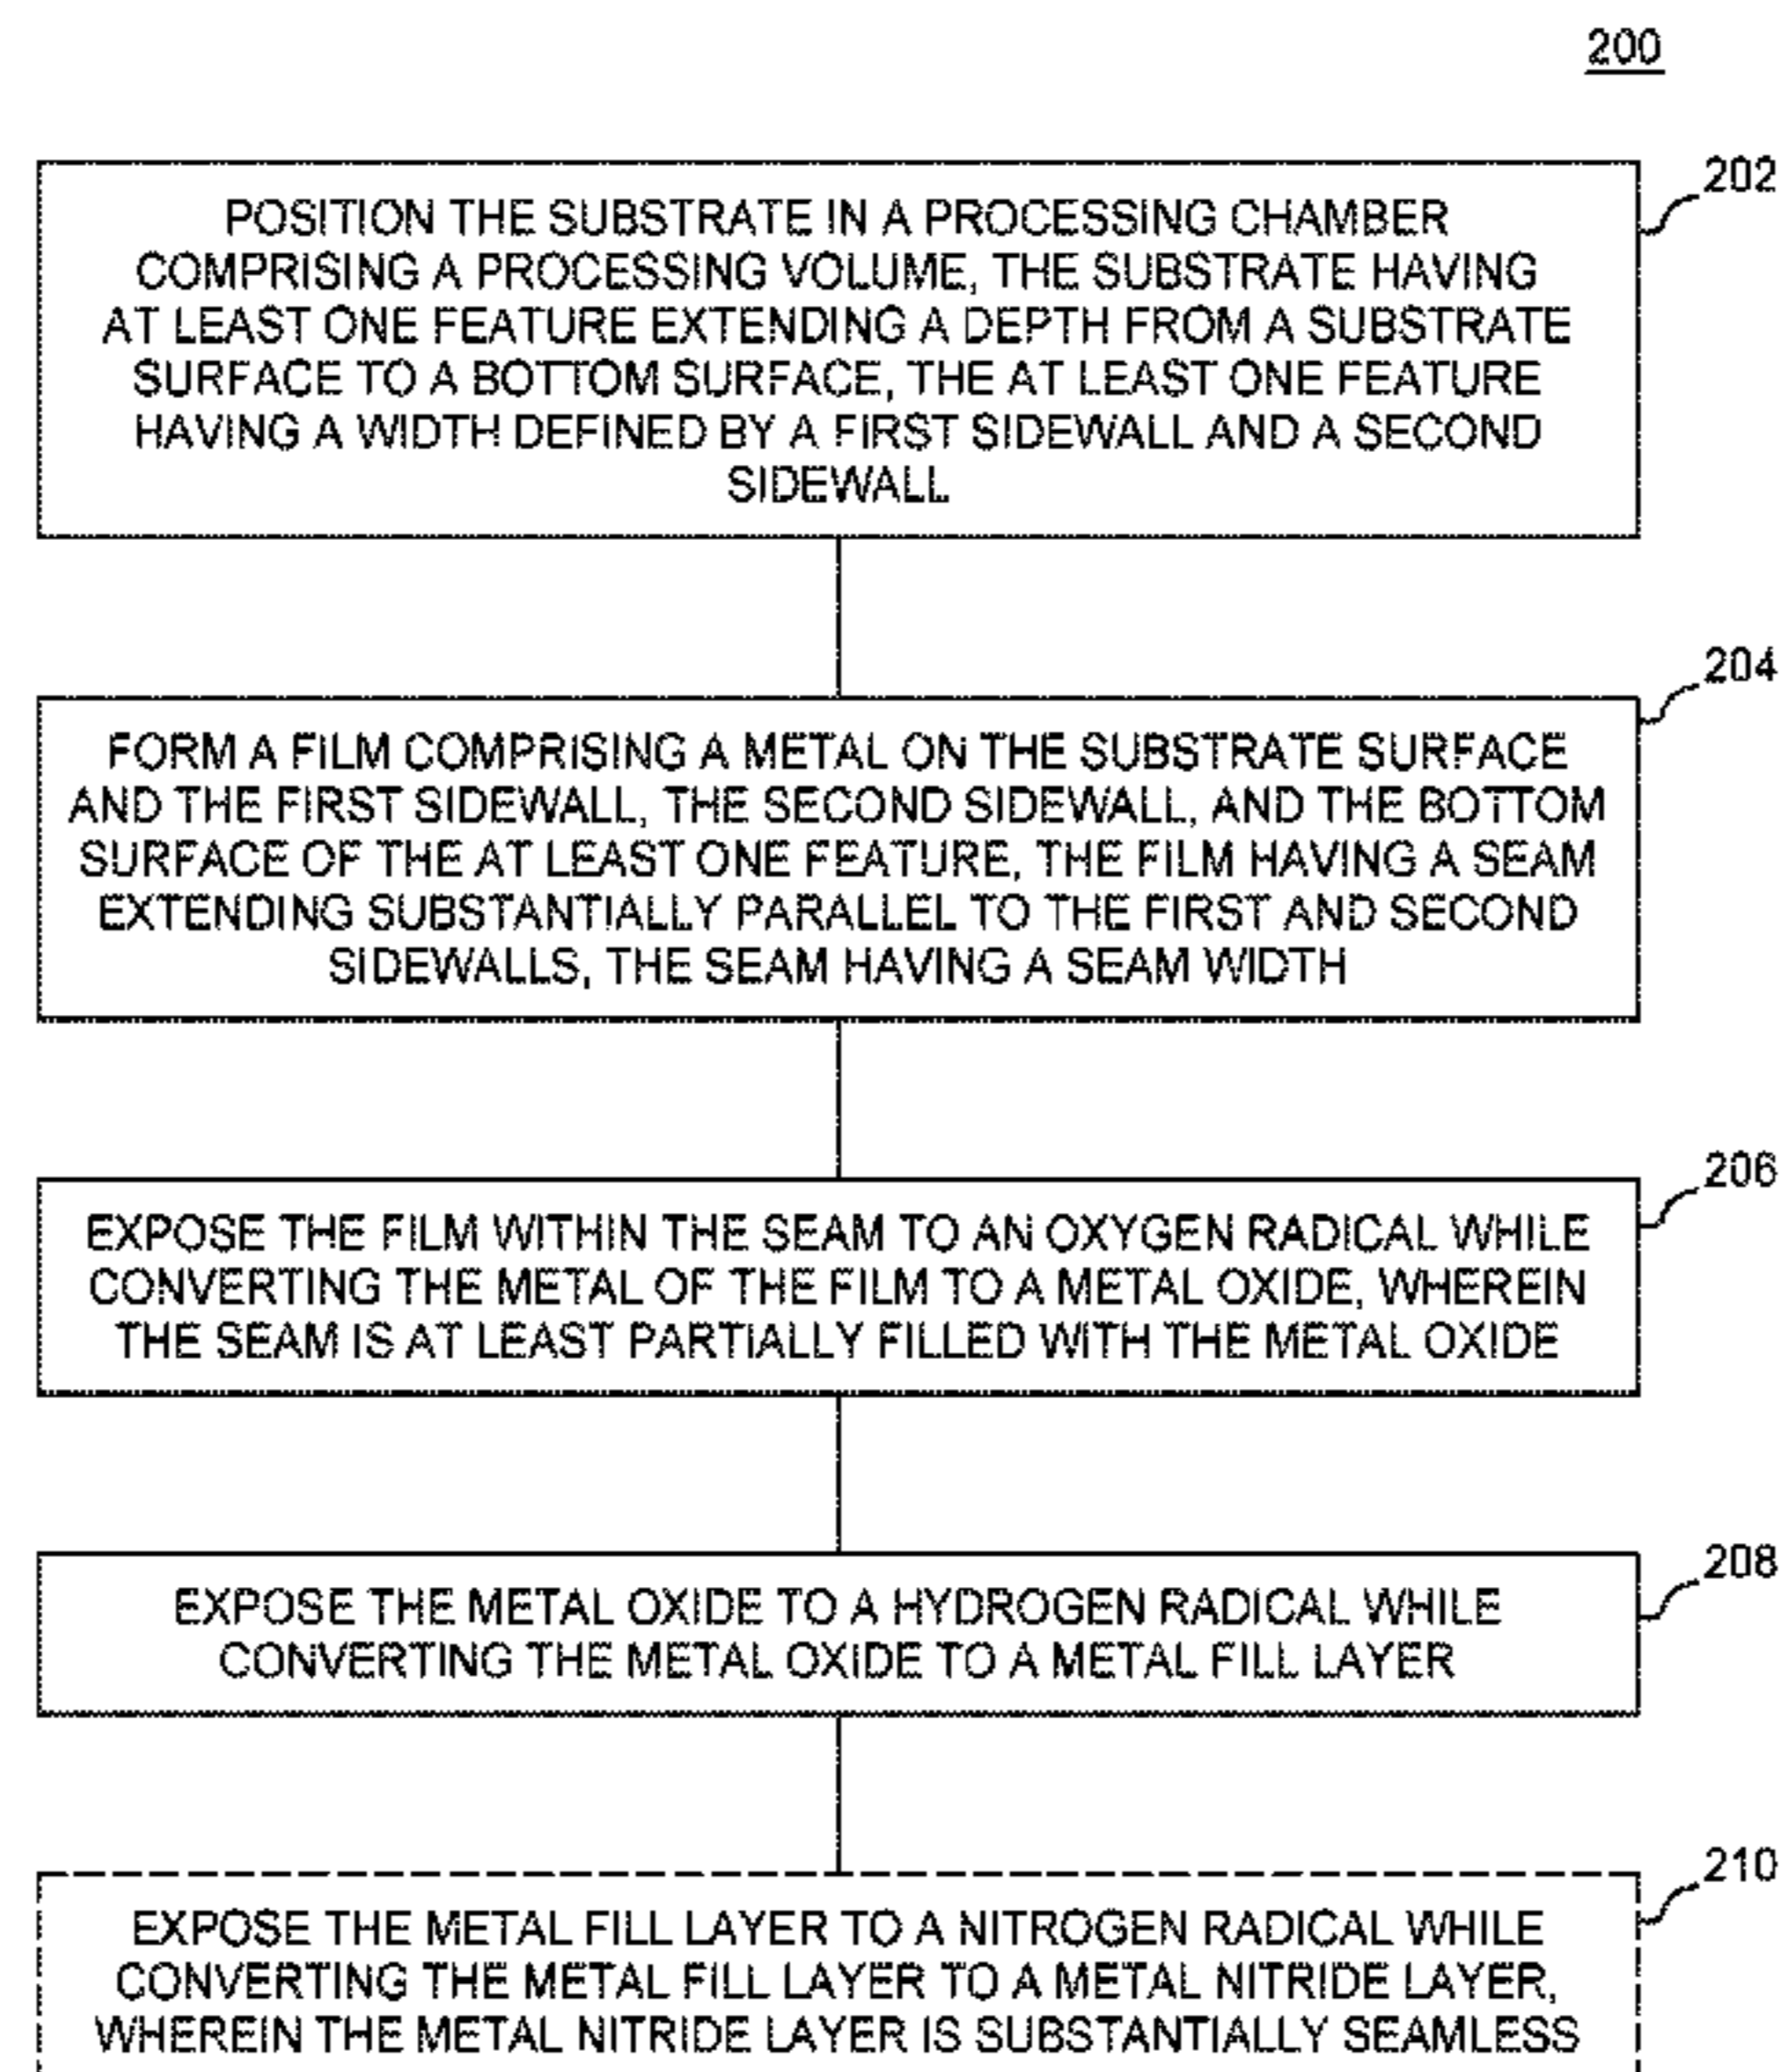 200
202
POSITION THE SUBSTRATE IN A PROCESSING CHAMBER
COMPRISING A PROCESSING VOLUME, THE SUBSTRATE HAVING
AT LEAST ONE FEATURE EXTENDING A DEPTH FROM A SUBSTRATE
SURFACE TO A BOTTOM SURFACE, THE AT LEAST ONE FEATURE
HAVING A WIDTH DEFINED BY A FIRST SIDEWALL AND A SECOND
SIDEWALL
204
FORM A FILM COMPRISING A METAL ON THE SUBSTRATE SURFACE
AND THE FIRST SIDEWALL, THE SECOND SIDEWALL, AND THE BOTTOM
SURFACE OF THE AT LEAST ONE FEATURE, THE FILM HAVING A SEAM
EXTENDING SUBSTANTIALLY PARALLEL TO THE FIRST AND SECOND
SIDEWALLS, THE SEAM HAVING A SEAM WIDTH
206
EXPOSE THE FILM WITHIN THE SEAM TO AN OXYGEN RADICAL WHILE
CONVERTING THE METAL OF THE FILM TO A METAL OXIDE, WHEREIN
THE SEAM IS AT LEAST PARTIALLY FILLED WITH THE METAL OXIDE
208
EXPOSE THE METAL OXIDE TO A HYDROGEN RADICAL WHILE
CONVERTING THE METAL OXIDE TO A METAL FILL LAYER
210
EXPOSE THE METAL FILL LAYER TO A NITROGEN RADICAL WHILE
CONVERTING THE METAL FILL LAYER TO A METAL NITRIDE LAYER,
WHEREIN THE METAL NITRIDE LAYER IS SUBSTANTIALLY SEAMLESS